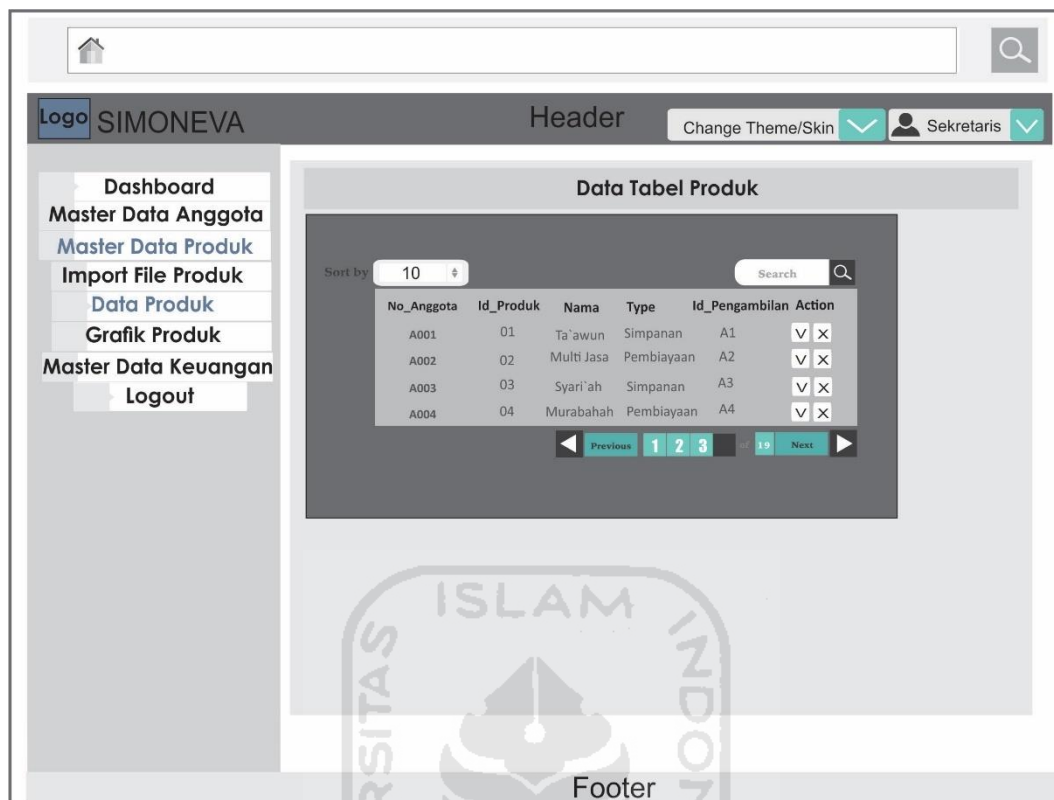 Logo SIMONEVA Header Change Theme/Skin Sekretaris
Dashboard
Master Data Anggota
Master Data Produk
Import File Produk
Data Produk
Grafik Produk
Master Data Keuangan
Logout
Data Tabel Produk
Sort by 10 Search
No_Anggota Id_Produk Nama Type Id_Pengambilan Action
A001 01 Ta`awun Simpanan A1 V X
A002 02 Multi Jasa Pembiayaan A2 V X
A003 03 Syari`ah Simpanan A3 V X
A004 04 Murabahah Pembiayaan A4 V X
Previous 1 2 3 of 19 Next
ISLAM
RSITAS
INDON
Footer